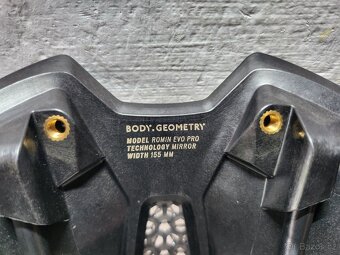 BODY.GEOMETRY
MODEL ROMIN EVO PRO
TECHNOLOGY MIRROR
WIDTH 155 MM